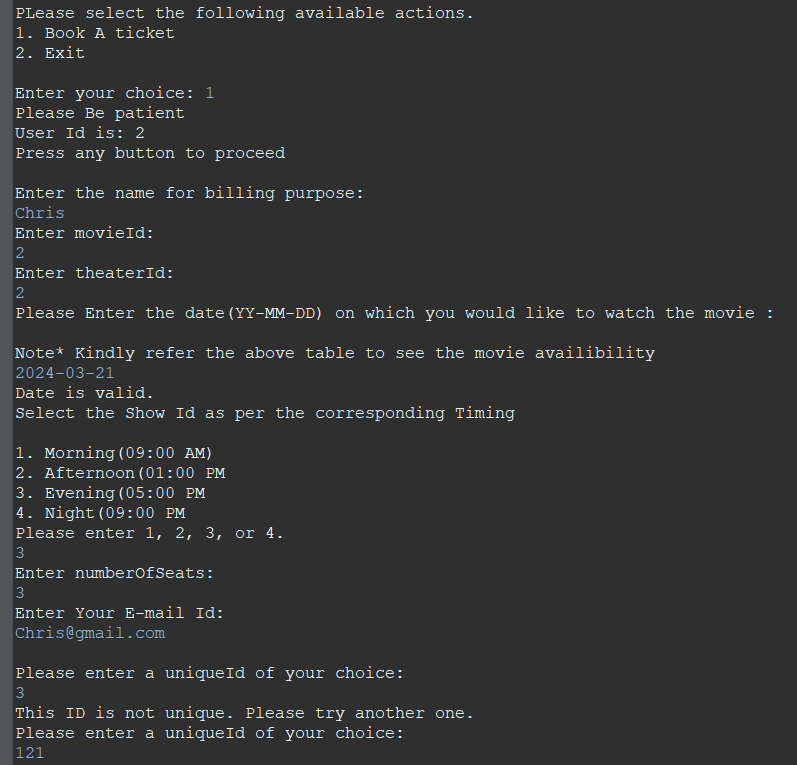 PLease select the following available actions.
1. Book A ticket
2. Exit
Enter your choice: 1
Please Be patient
User Id is: 2
Press any button to proceed
Enter the name for billing purpose:
Chris
Enter movieId:
2
Enter theaterId:
2
Please Enter the date(YY-MM-DD) on which you would like to watch the movie :
Note* Kindly refer the above table to see the movie availibility
2024-03-21
Date is valid.
Select the Show Id as per the corresponding Timing
1. Morning(09:00 AM)
2. Afternoon(01:00 PM
3. Evening(05:00 PM
4. Night(09:00 PM
Please enter 1, 2, 3, or 4.
3
Enter numberOfSeats:
3
Enter Your E-mail Id:
Chris@gmail.com
Please enter a uniqueId of your choice:
3
This ID is not unique. Please try another one.
Please enter a uniqueId of your choice:
121